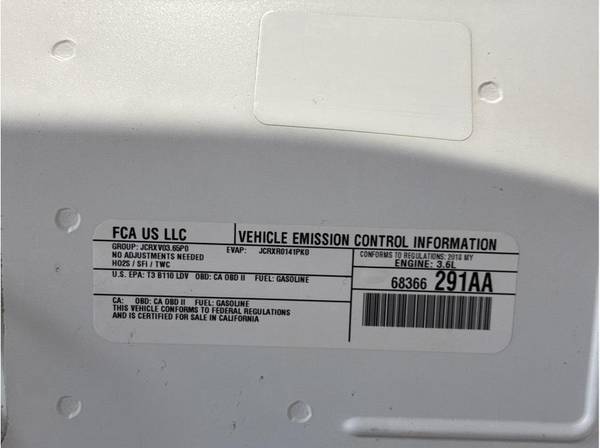 FCA US LLC
VEHICLE EMISSION CONTROL INFORMATION
GROUP: JCRXV03.65P0 EVAP: JCRXR0141PK0
NO ADJUSTMENTS NEEDED
HO2S / SFI / TWC
CONFORMS TO REGULATIONS: 2018 MY
ENGINE: 3.6L
U.S. EPA: T3 B110 LDV OBD: CA OBD II FUEL: GASOLINE
68366 291AA
CA: OBD: CA OBD II FUEL: GASOLINE
THIS VEHICLE CONFORMS TO FEDERAL REGULATIONS
AND IS CERTIFIED FOR SALE IN CALIFORNIA